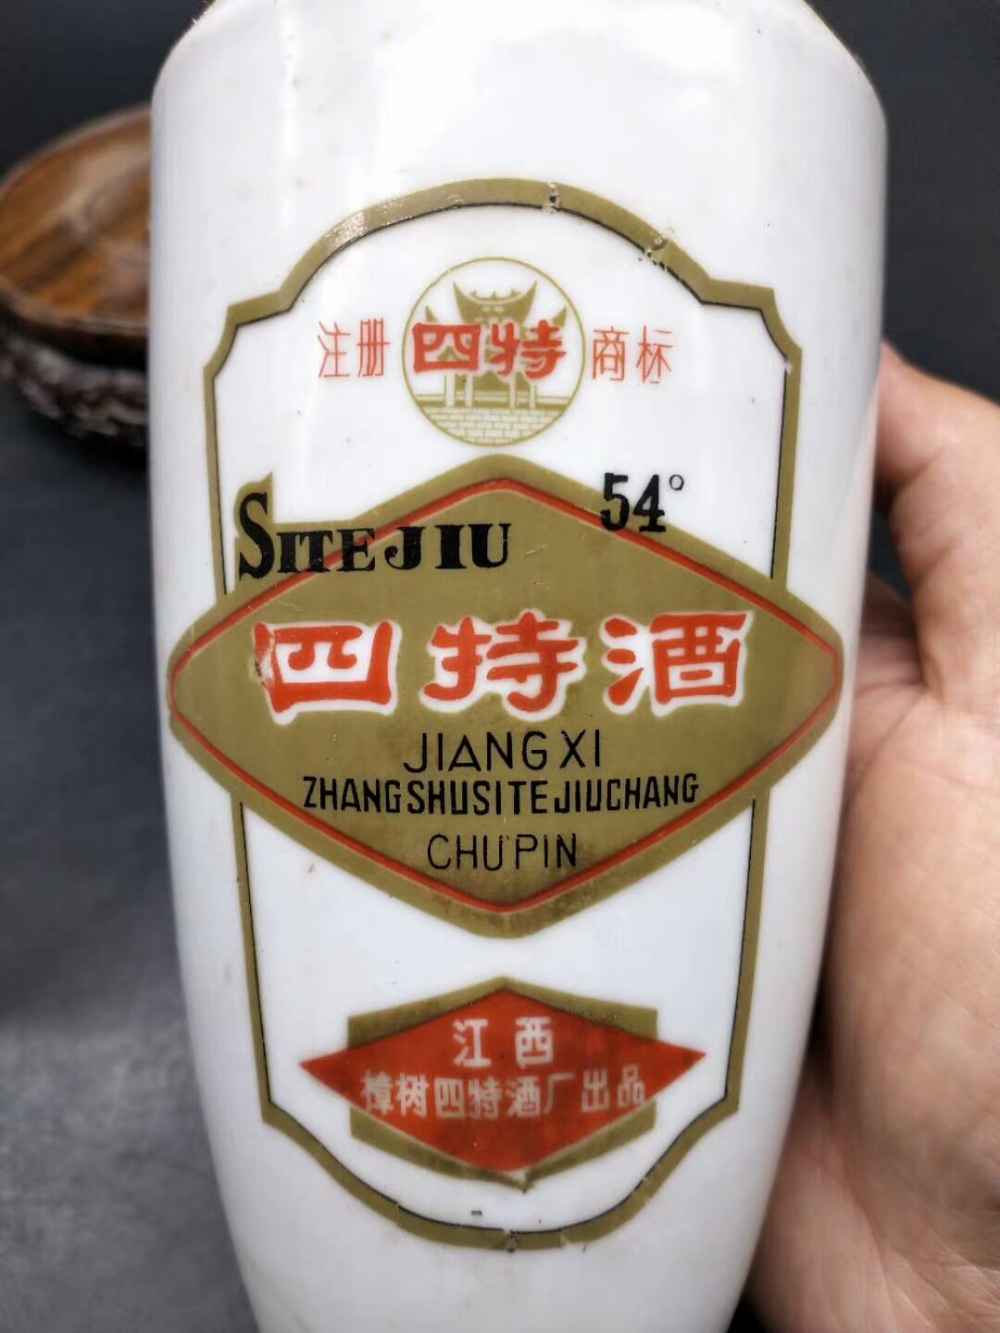 注册 四特 商标
54°
SITEJIU
四特酒
JIANGXI
ZHANGSHUSITEJIUCHANG
CHUPIN
江西
樟树四特酒厂出品